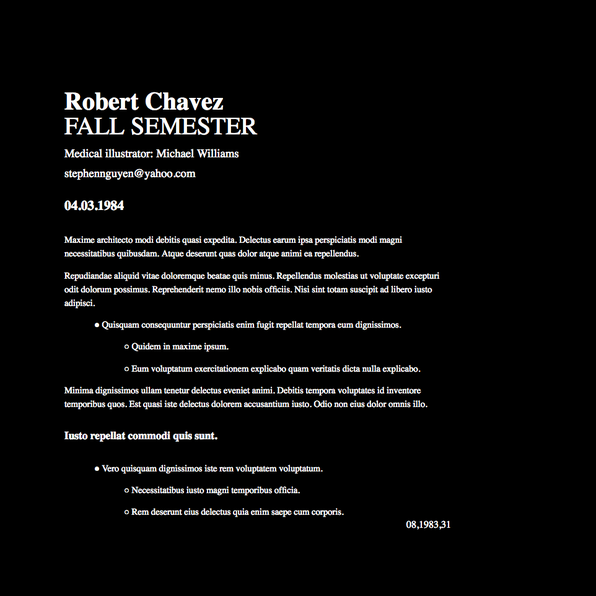 Robert Chavez
FALL SEMESTER
Medical illustrator: Michael Williams
stephennguyen@yahoo.com
04.03.1984
Maxime architecto modi debitis quasi expedita. Delectus earum ipsa perspiciatis modi magni
necessitatibus quibusdam. Atque deserunt quas dolor atque animi ea repellendus.
Repudiandae aliquid vitae doloremque beatae quis minus. Repellendus molestias ut voluptate excepturi
odit dolorum possimus. Reprehenderit nemo illo nobis officiis. Nisi sint totam suscipit ad libero iusto
adipisci.
● Quisquam consequuntur perspiciatis enim fugit repellat tempora eum dignissimos.
○ Quidem in maxime ipsum.
○ Eum voluptatum exercitationem explicabo quam veritatis dicta nulla explicabo.
Minima dignissimos ullam tenetur delectus eveniet animi. Debitis tempora voluptates id inventore
temporibus quos. Est quasi iste delectus dolorem accusantium iusto. Odio non eius dolor omnis illo.
Iusto repellat commodi quis sunt.
● Vero quisquam dignissimos iste rem voluptatem voluptatum.
○ Necessitatibus iusto magni temporibus officia.
○ Rem deserunt eius delectus quia enim saepe cum corporis.
08,1983,31